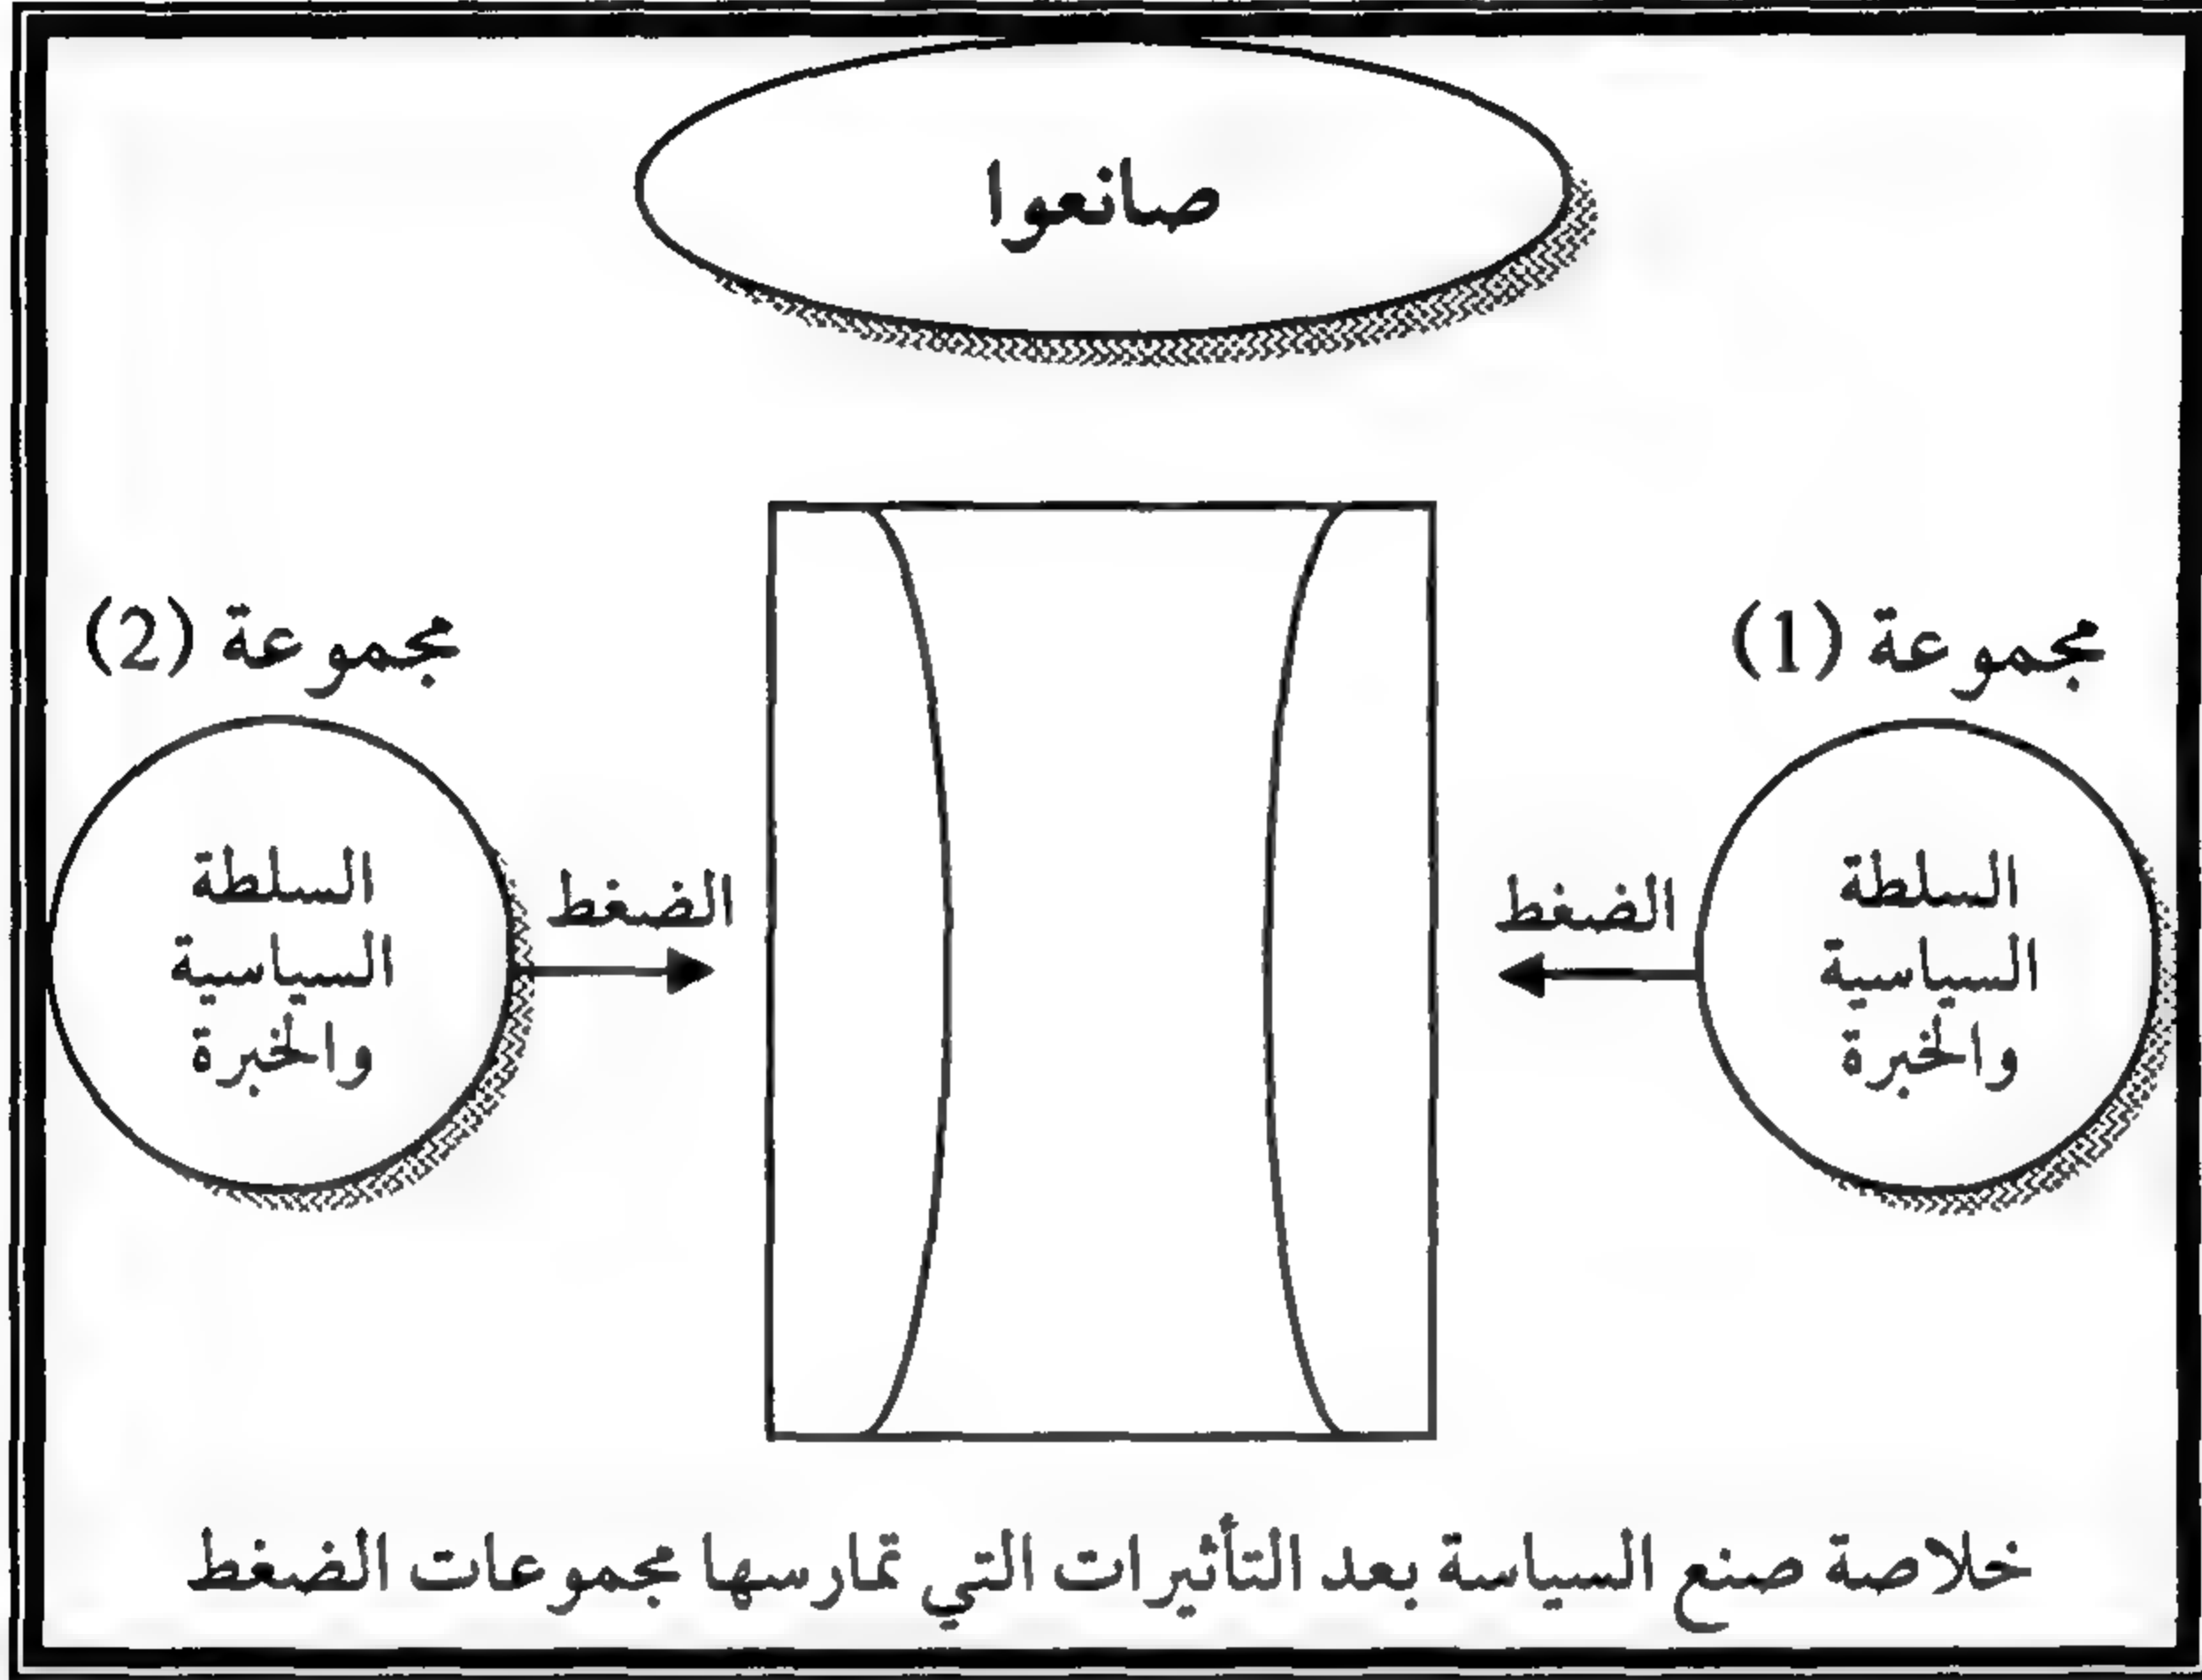 صانعوا
مجموعة (1)
مجموعة (2)
السلطة
السياسية
والخبرة
الضغط
الضغط
السلطة
السياسية
والخبرة
خلاصة صنع السياسة بعد التأثيرات التي تمارسها مجموعات الضغط